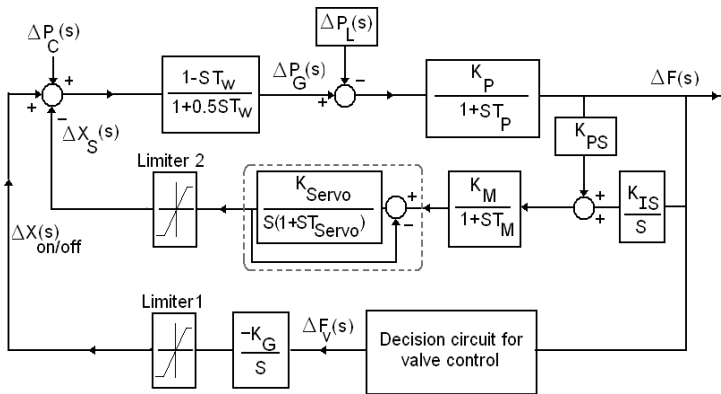 ΔP_C(s)
ΔP_L(s)
+
+
−
ΔX_S(s)
1-ST_W
1+0.5ST_W
ΔP_G(s)
+
−
K_P
1+ST_P
ΔF(s)
K_PS
Limiter 2
K_Servo
S(1+ST_Servo)
+
−
K_M
1+ST_M
+
+
K_IS
S
ΔX(s)
on/off
Limiter1
-K_G
S
ΔF_V(s)
Decision circuit for
valve control